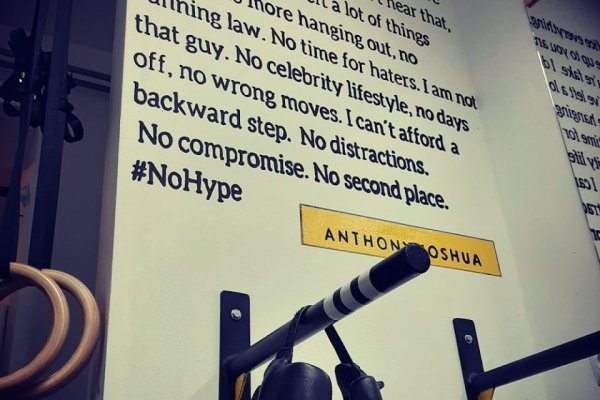 hear that,
a lot of things
more hanging out, no
law. No time for haters. I am not
that guy. No celebrity lifestyle, no days
off, no wrong moves. I can't afford a
backward step. No distractions.
No compromise. No second place.
#NoHype
ANTHONY JOSHUA